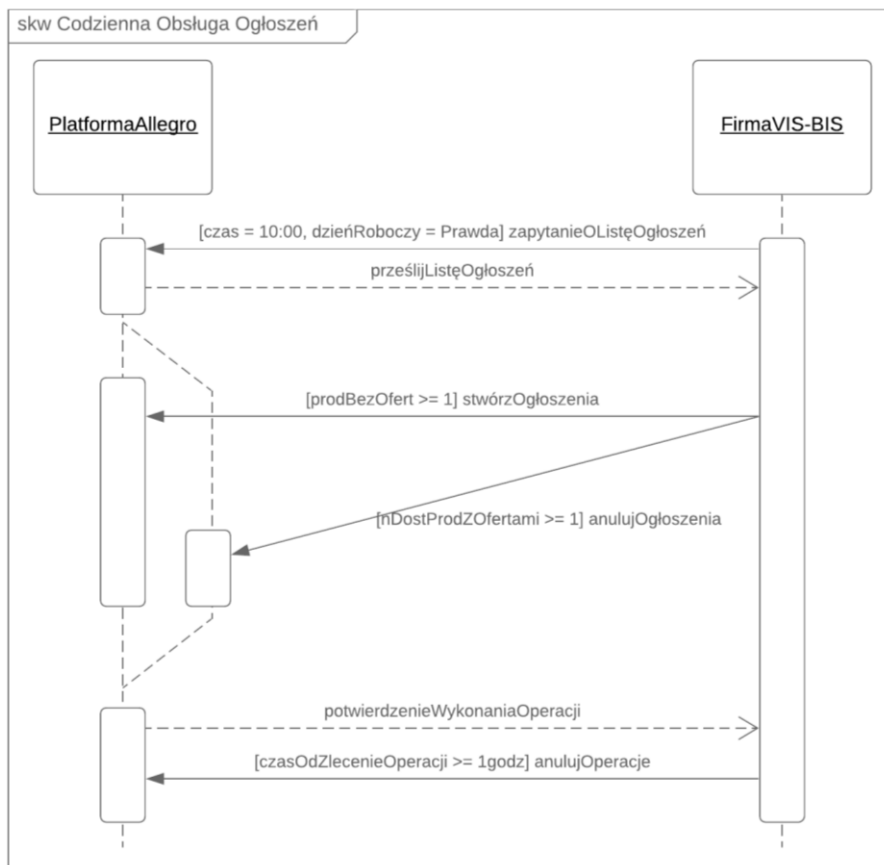 skw Codzienna Obsługa Ogłoszeń
PlatformaAllegro
FirmaVIS-BIS
[czas = 10:00, dzieńRoboczy = Prawda] zapytanieOListęOgłoszeń
prześlijListęOgłoszeń
[prodBezOfert >= 1] stwórzOgłoszenia
[nDostProdZOfertami >= 1] anulujOgłoszenia
potwierdzenieWykonaniaOperacji
[czasOdZlecenieOperacji >= 1godz] anulujOperacje